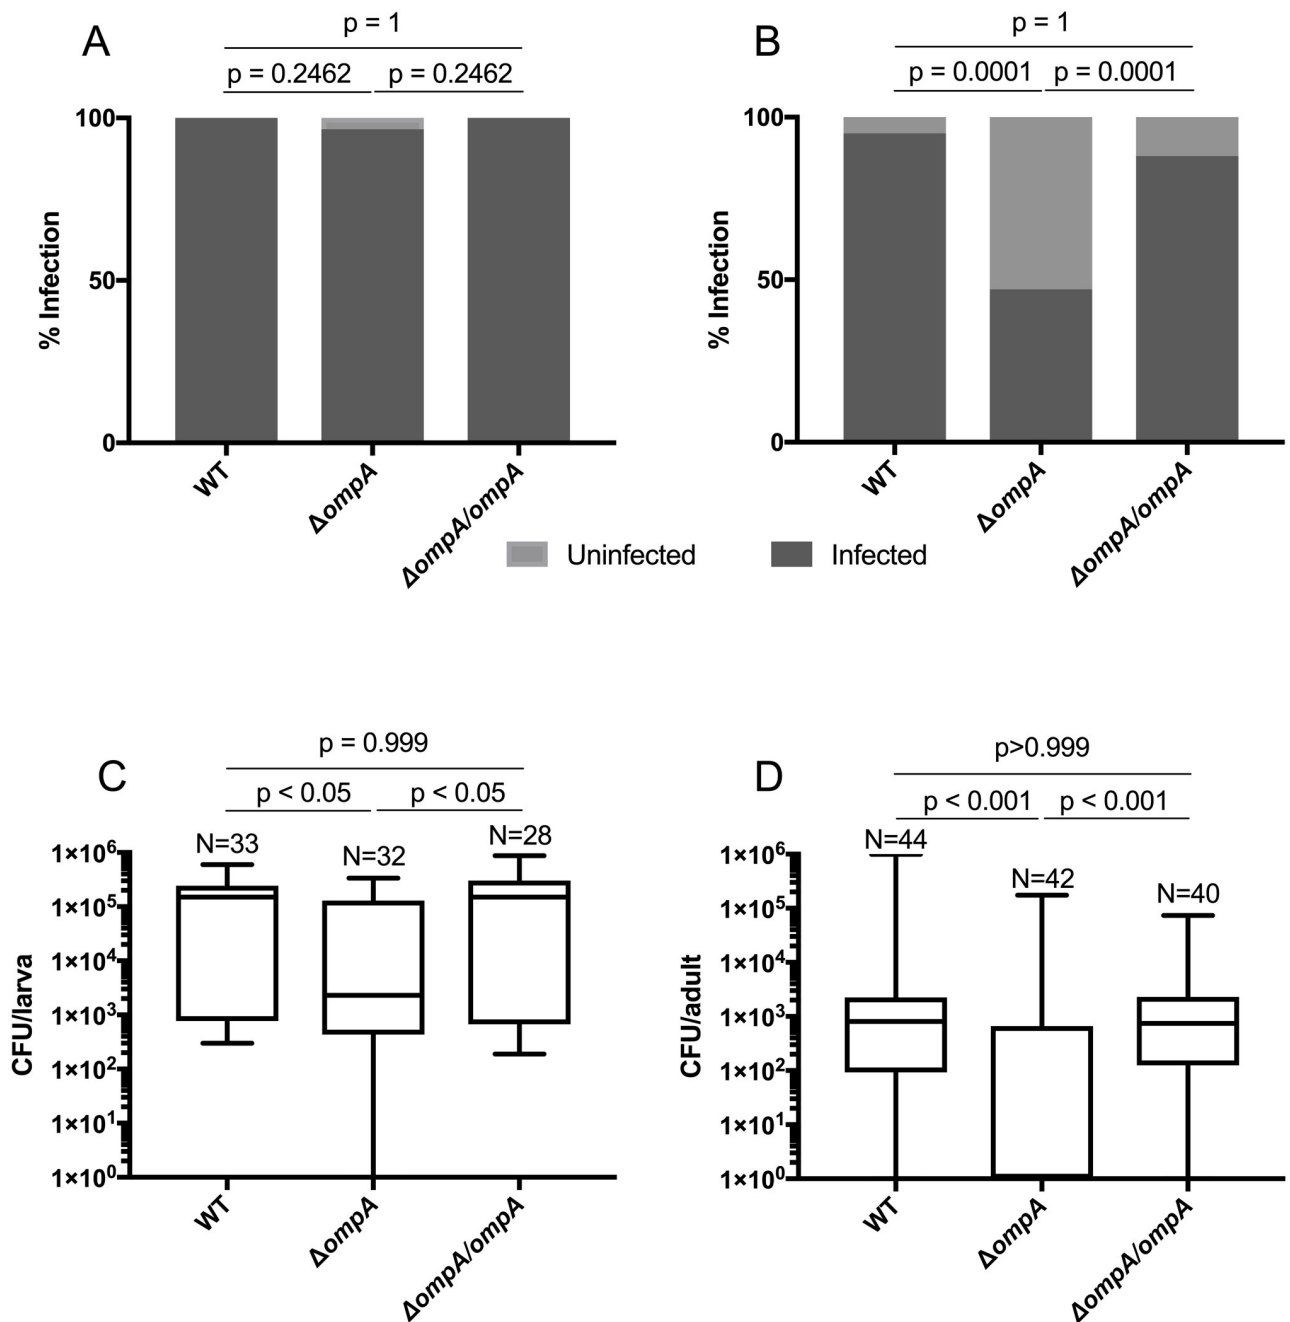 A
p = 1
p = 0.2462
p = 0.2462
100
50
0
% Infection
WT
ΔompA
ΔompA/ompA
B
p = 1
p = 0.0001
p = 0.0001
100
50
0
% Infection
WT
ΔompA
ΔompA/ompA
Uninfected
Infected
C
p = 0.999
p < 0.05
p < 0.05
N=33
N=32
N=28
1×10⁶
1×10⁵
1×10⁴
1×10³
1×10²
1×10¹
1×10⁰
CFU/larva
WT
ΔompA
ΔompA/ompA
D
p>0.999
p < 0.001
p < 0.001
N=44
N=42
N=40
1×10⁶
1×10⁵
1×10⁴
1×10³
1×10²
1×10¹
1×10⁰
CFU/adult
WT
ΔompA
ΔompA/ompA